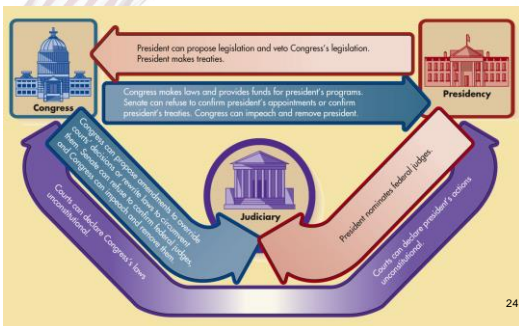 President can propose legislation and veto Congress's legislation.
President makes treaties.
Congress
Presidency
Congress makes laws and provides funds for president's programs.
Senate can refuse to confirm president's appointments or confirm
president's treaties. Congress can impeach and remove president.
Congress can propose amendments to override
courts' decisions or rewrite laws to circumvent
them. Senate can refuse to confirm federal judges,
and Congress can impeach and remove them.
Judiciary
President nominates federal judges.
Courts can declare Congress's laws
unconstitutional.
Courts can declare president's actions
unconstitutional.
24